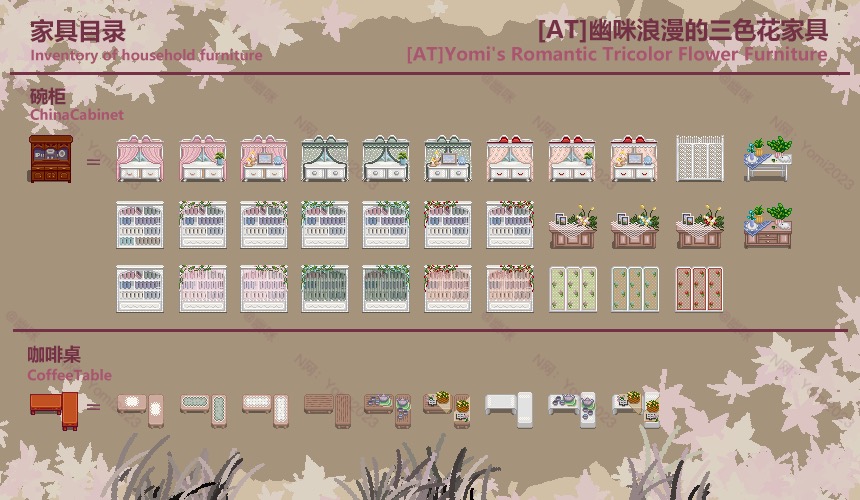 家具目录
[AT]幽咪浪漫的三色花家具
Inventory of household furniture
[AT]Yomi's Romantic Tricolor Flower Furniture
碗柜
ChinaCabinet
=
咖啡桌
CoffeeTable
=